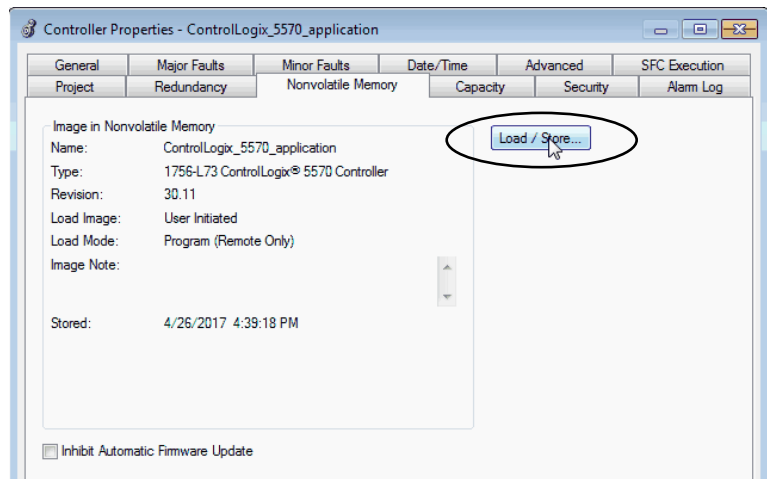 Controller Properties - ControlLogix_5570_application
General Major Faults Minor Faults Date/Time Advanced SFC Execution
Project Redundancy Nonvolatile Memory Capacity Security Alarm Log
Image in Nonvolatile Memory
Load / Store...
Name: ControlLogix_5570_application
Type: 1756-L73 ControlLogix® 5570 Controller
Revision: 30.11
Load Image: User Initiated
Load Mode: Program (Remote Only)
Image Note:
Stored: 4/26/2017 4:39:18 PM
Inhibit Automatic Firmware Update